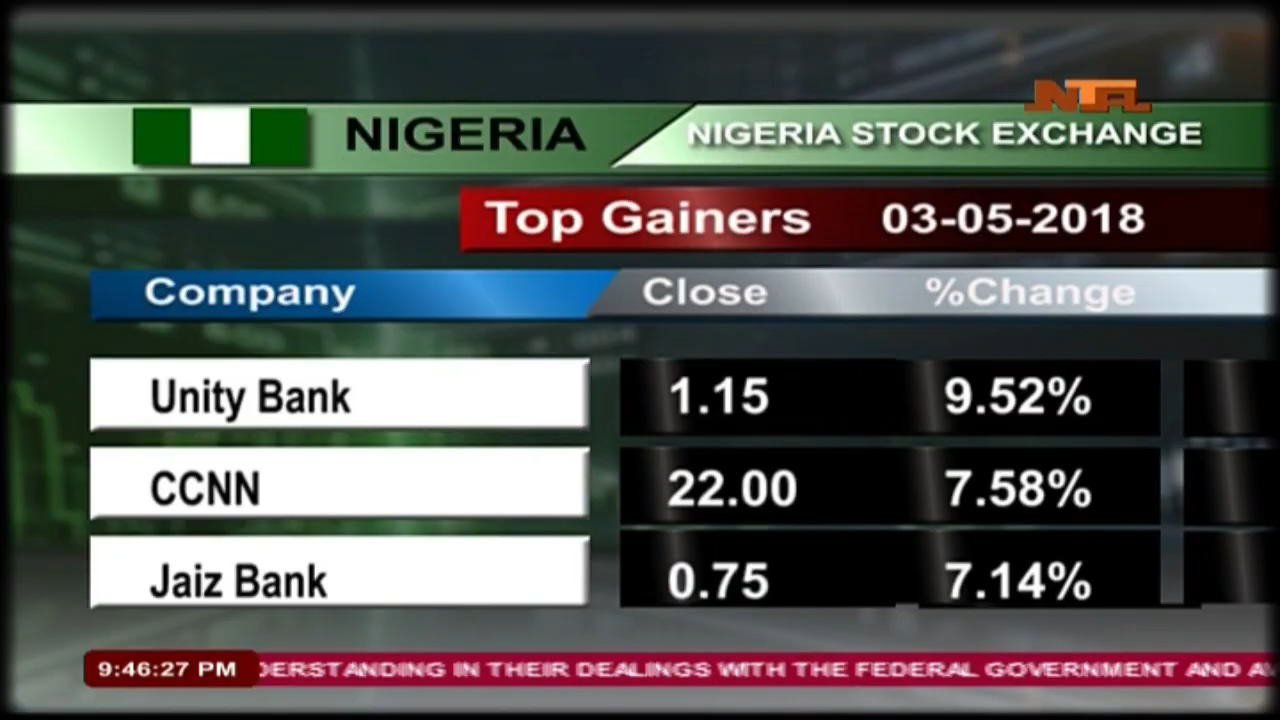 NTA
NIGERIA NIGERIA STOCK EXCHANGE
Top Gainers 03-05-2018
Company Close %Change
Unity Bank 1.15 9.52%
CCNN 22.00 7.58%
Jaiz Bank 0.75 7.14%
9:46:27 PM DERSTANDING IN THEIR DEALINGS WITH THE FEDERAL GOVERNMENT AND